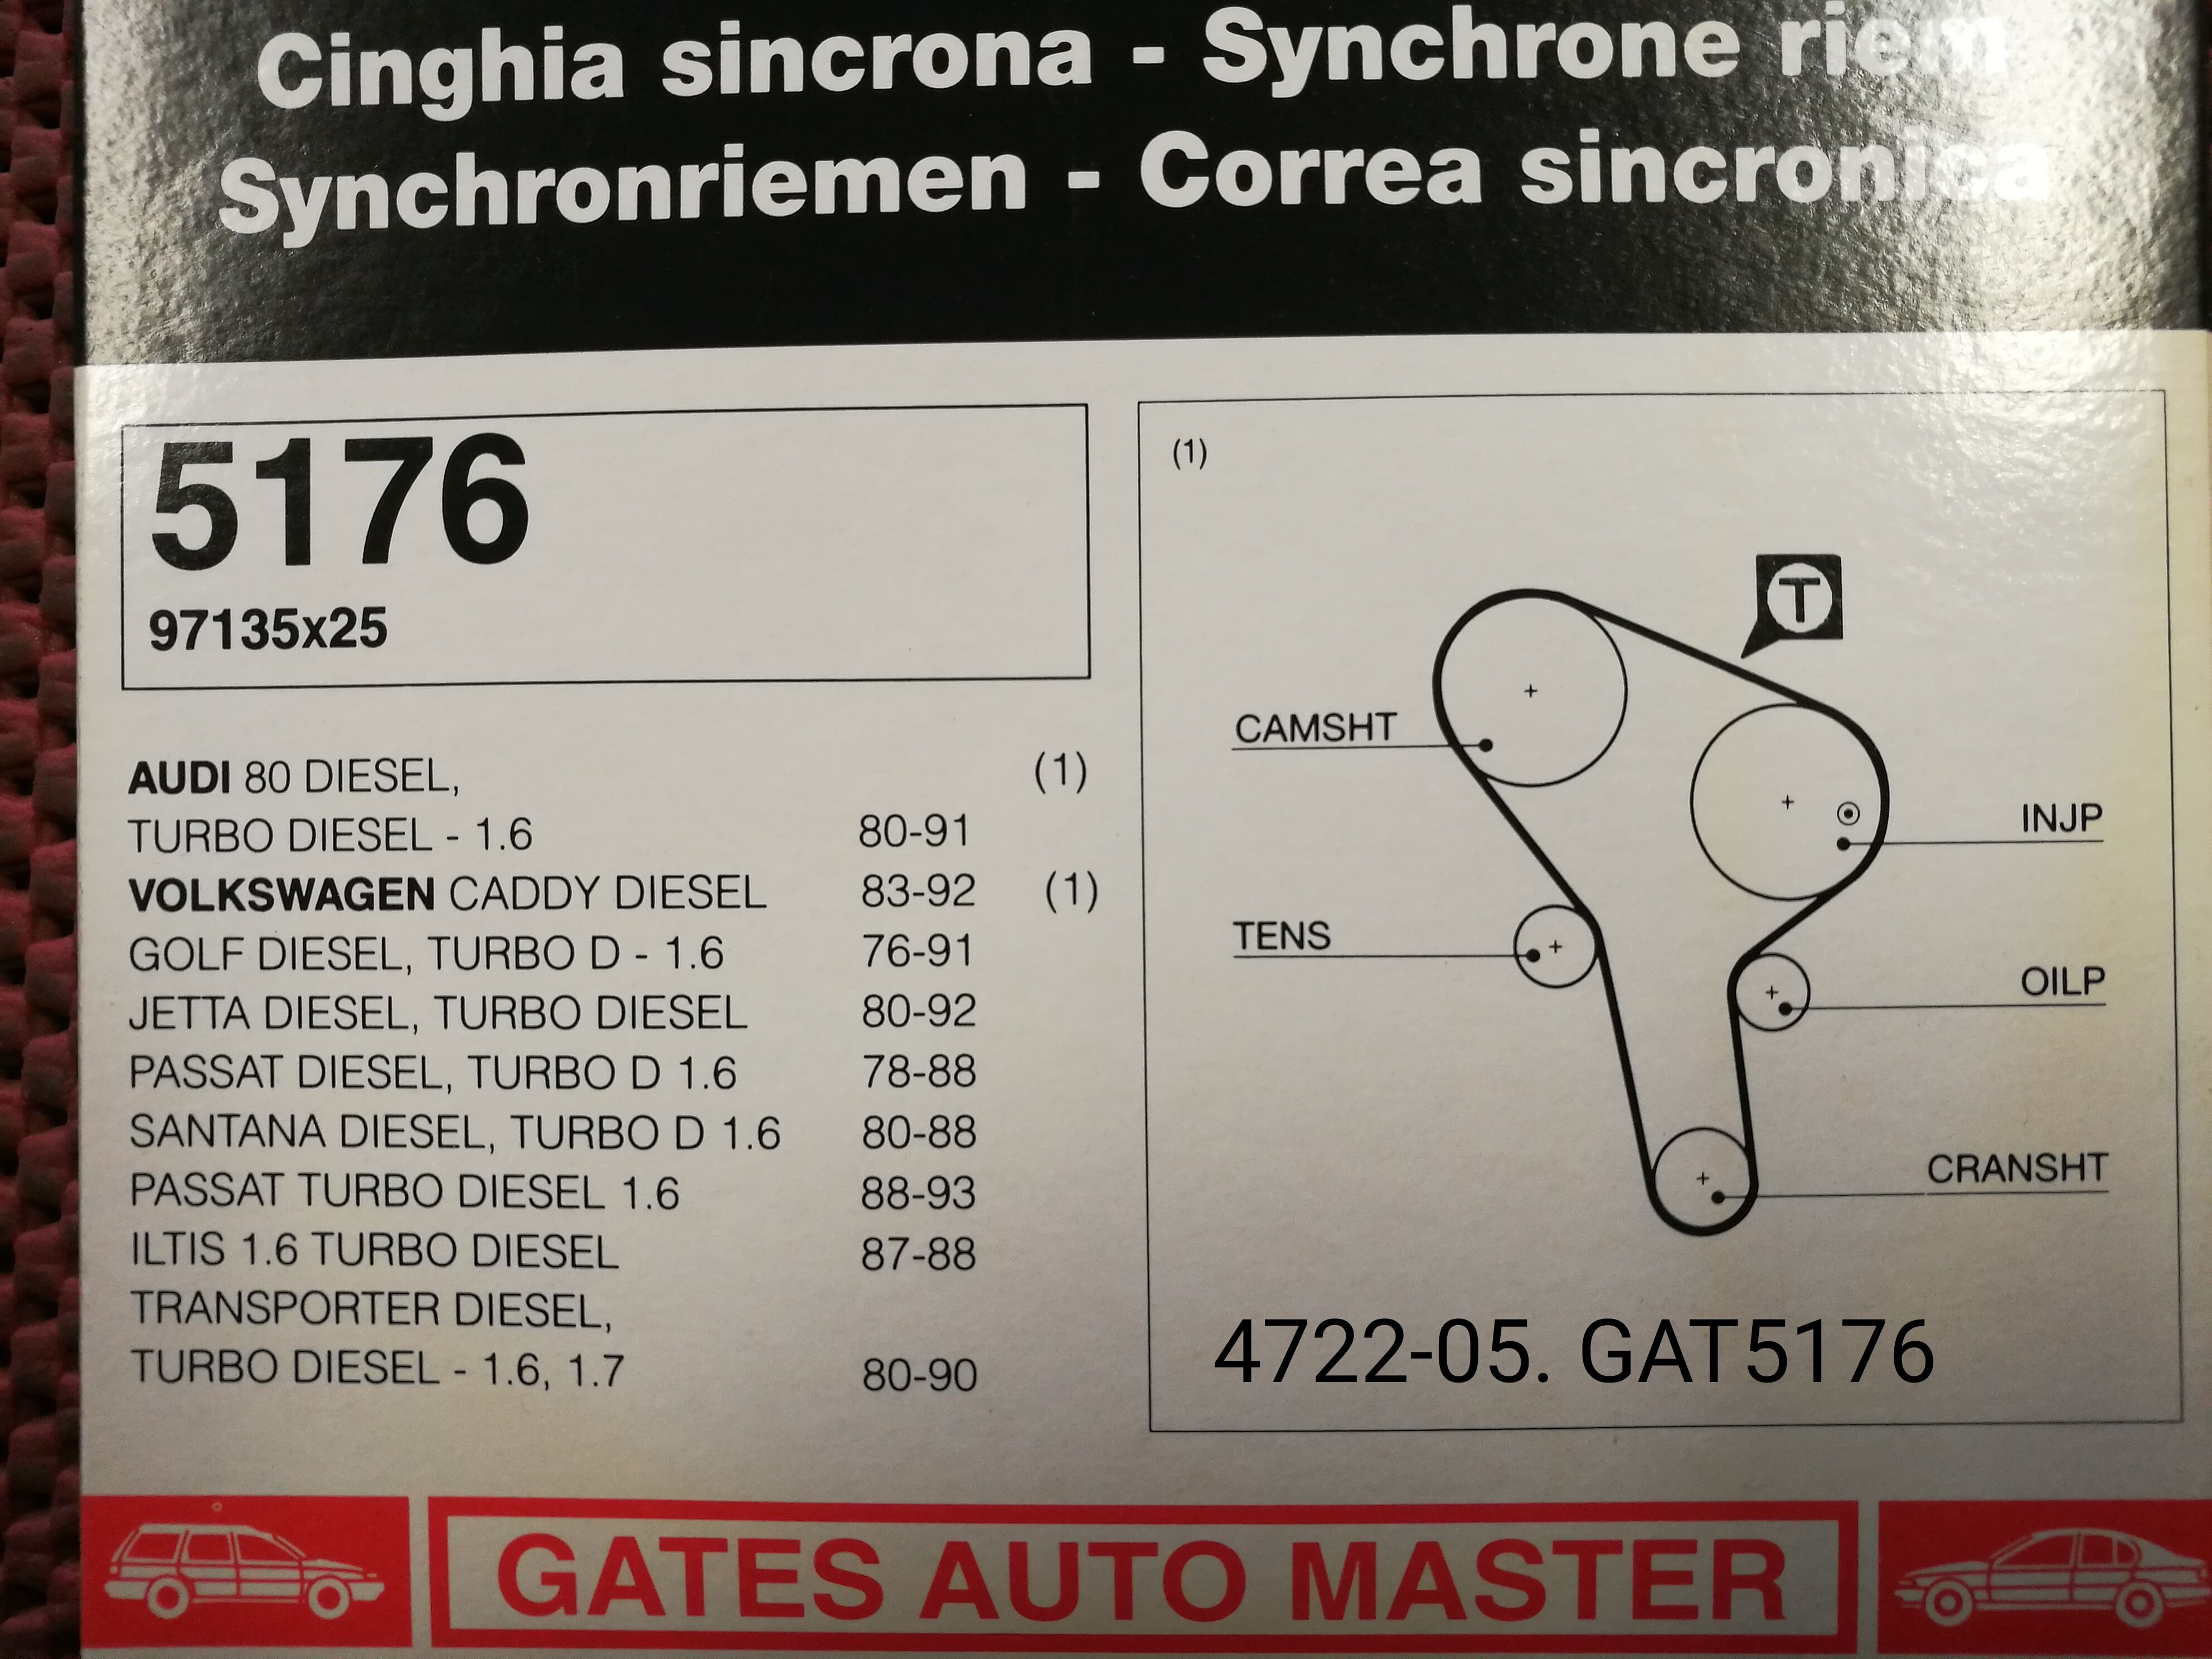 Cinghia sincrona - Synchrone riem
Synchronriemen - Correa sincronica
5176
97135x25
AUDI 80 DIESEL, (1)
TURBO DIESEL - 1.6 80-91
VOLKSWAGEN CADDY DIESEL 83-92 (1)
GOLF DIESEL, TURBO D - 1.6 76-91
JETTA DIESEL, TURBO DIESEL 80-92
PASSAT DIESEL, TURBO D 1.6 78-88
SANTANA DIESEL, TURBO D 1.6 80-88
PASSAT TURBO DIESEL 1.6 88-93
ILTIS 1.6 TURBO DIESEL 87-88
TRANSPORTER DIESEL,
TURBO DIESEL - 1.6, 1.7 80-90
(1)
T
CAMSHT
INJP
TENS
OILP
CRANSHT
4722-05. GAT5176
GATES AUTO MASTER